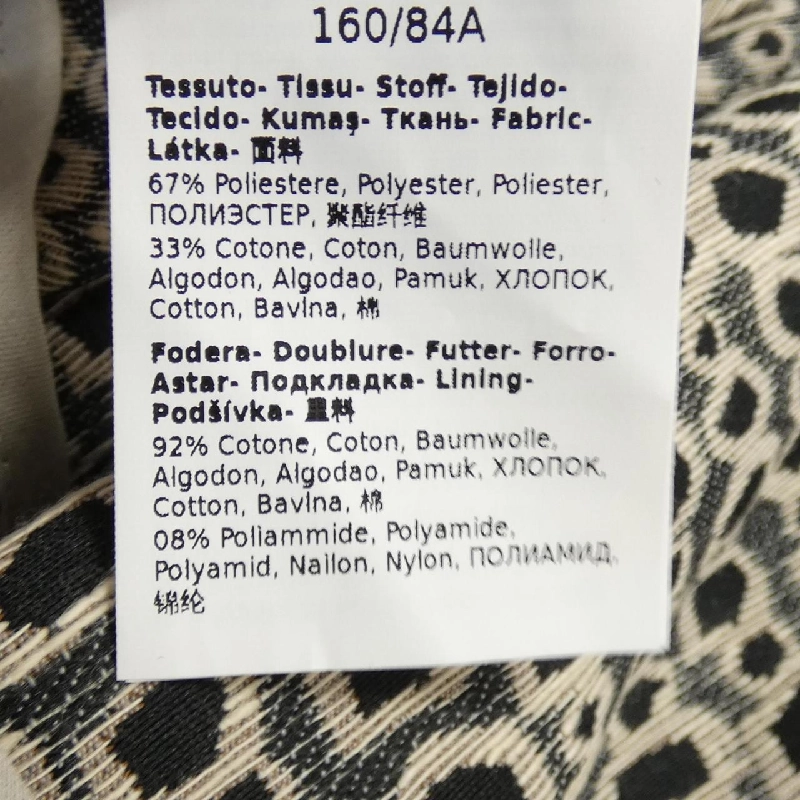 160/84A
Tessuto- Tissu- Stoff- Tejido-
Tecido- Kumaş- Ткань- Fabric-
Látka- 面料
67% Poliestere, Polyester, Poliester,
ПОЛИЭСТЕР, 聚酯纤维
33% Cotone, Coton, Baumwolle,
Algodon, Algodao, Pamuk, ХЛОПОК,
Cotton, Bavlna, 棉
Fodera- Doublure- Futter- Forro-
Astar- Подкладка- Lining-
Podšívka- 里料
92% Cotone, Coton, Baumwolle,
Algodon, Algodao, Pamuk, ХЛОПОК,
Cotton, Bavlna, 棉
08% Poliammide, Polyamide,
Polyamid, Nailon, Nylon, ПОЛИАМИД,
锦纶